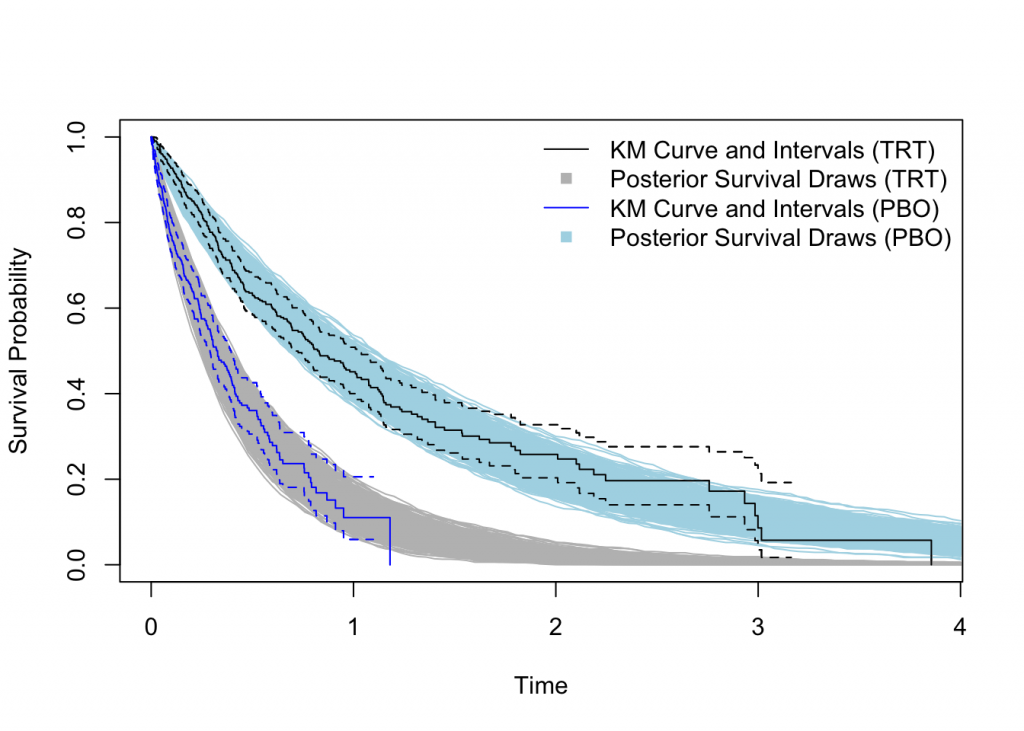 KM Curve and Intervals (TRT)
Posterior Survival Draws (TRT)
KM Curve and Intervals (PBO)
Posterior Survival Draws (PBO)
Survival Probability
1.0
0.8
0.6
0.4
0.2
0.0
0 1 2 3 4
Time